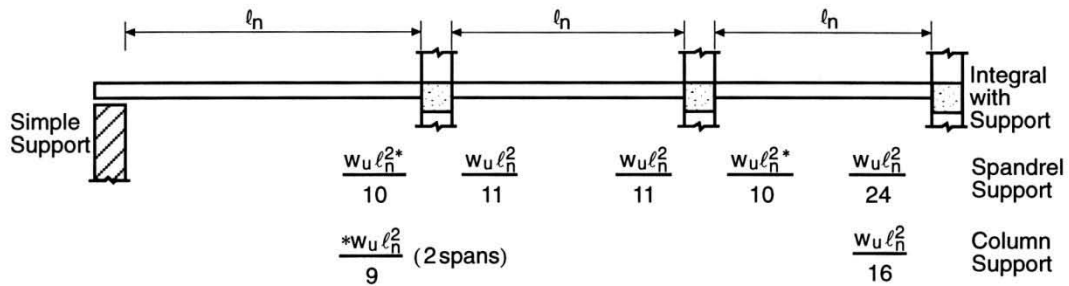 ℓn ℓn ℓn
Integral
with
Support
Simple
Support
wuℓn²*/10 wuℓn²/11 wuℓn²/11 wuℓn²*/10 wuℓn²/24
Spandrel
Support
*wuℓn²/9 (2 spans) wuℓn²/16
Column
Support